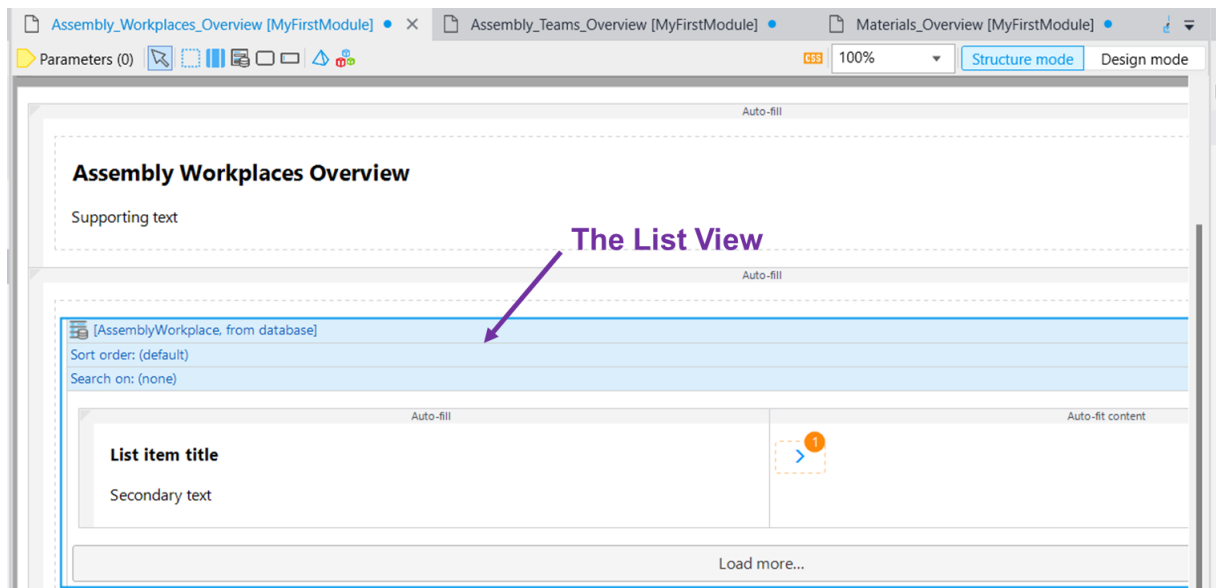 Assembly_Workplaces_Overview [MyFirstModule]
Assembly_Teams_Overview [MyFirstModule]
Materials_Overview [MyFirstModule]
Parameters (0)
CSS
100%
Structure mode
Design mode
Auto-fill
Assembly Workplaces Overview
Supporting text
The List View
Auto-fill
[AssemblyWorkplace, from database]
Sort order: (default)
Search on: (none)
Auto-fill
Auto-fit content
List item title
1
Secondary text
Load more...